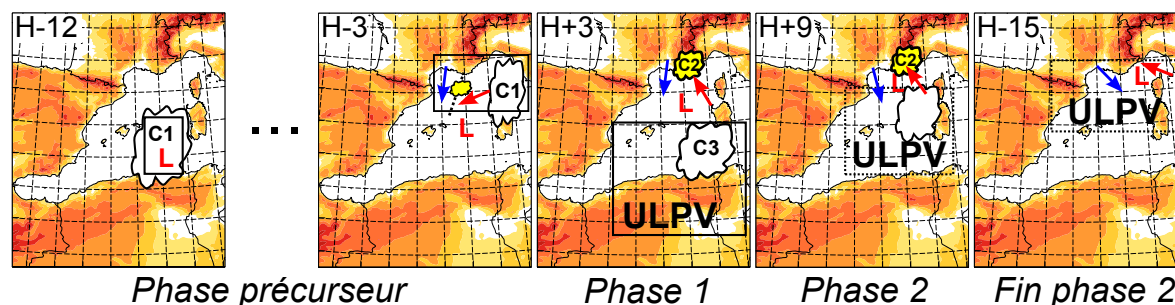 H-12
C1
L
...
H-3
C1
L
H+3
C2
L
C3
ULPV
H+9
C2
L
ULPV
H-15
L
ULPV
Phase précurseur
Phase 1
Phase 2
Fin phase 2